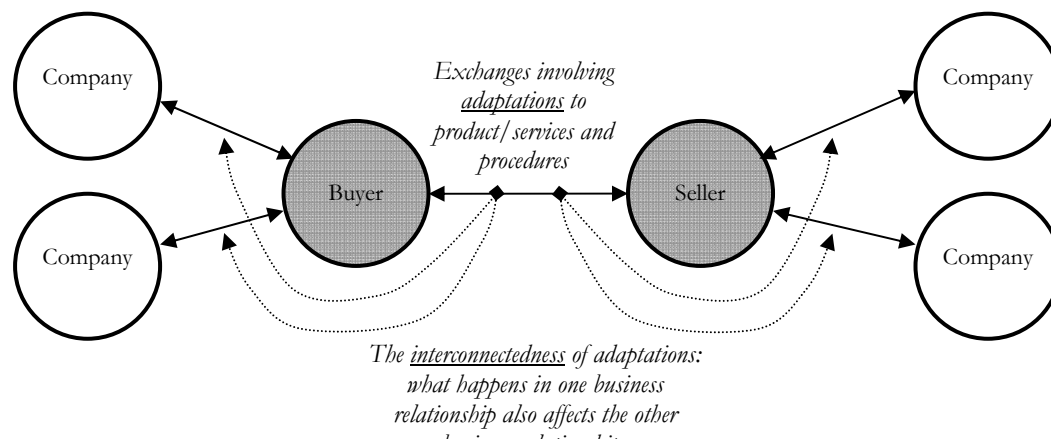 Company
Company
Exchanges involving
adaptations to
product/services and
procedures
Buyer
Seller
Company
Company
The interconnectedness of adaptations:
what happens in one business
relationship also affects the other